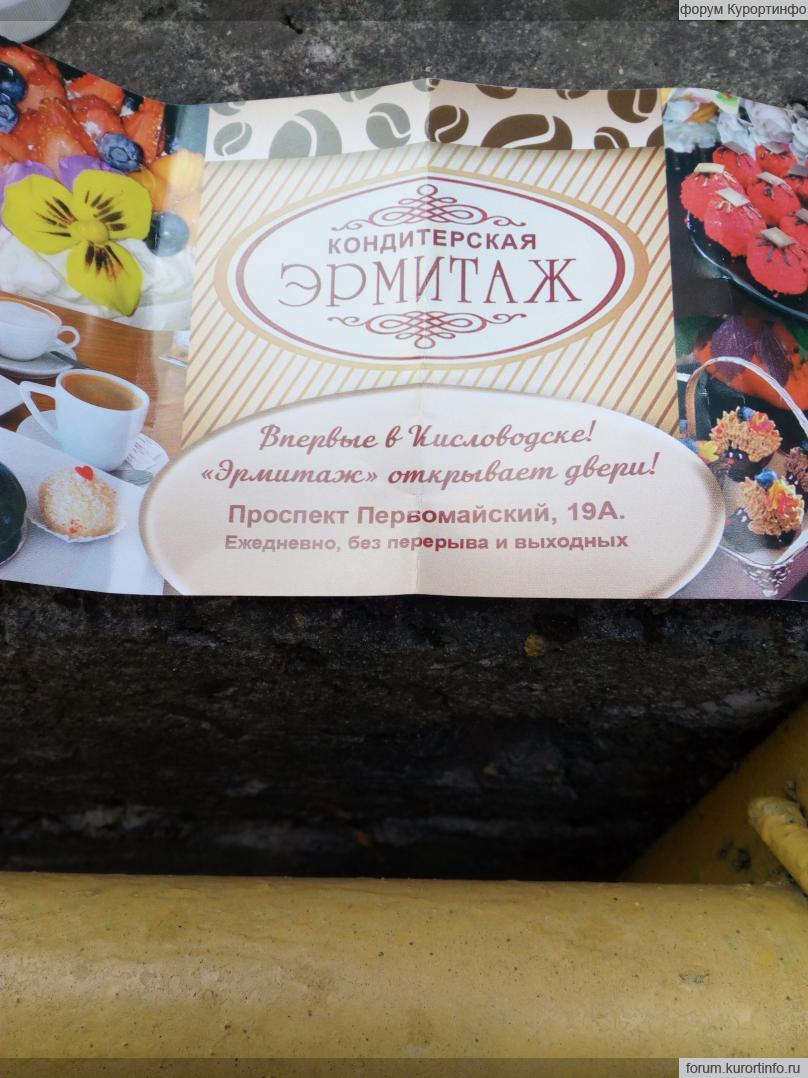 форум Курортинфо
КОНДИТЕРСКАЯ
ЭРМИТАЖ
Впервые в Кисловодске!
«Эрмитаж» открывает двери!
Проспект Первомайский, 19А.
Ежедневно, без перерыва и выходных
forum.kurortinfo.ru